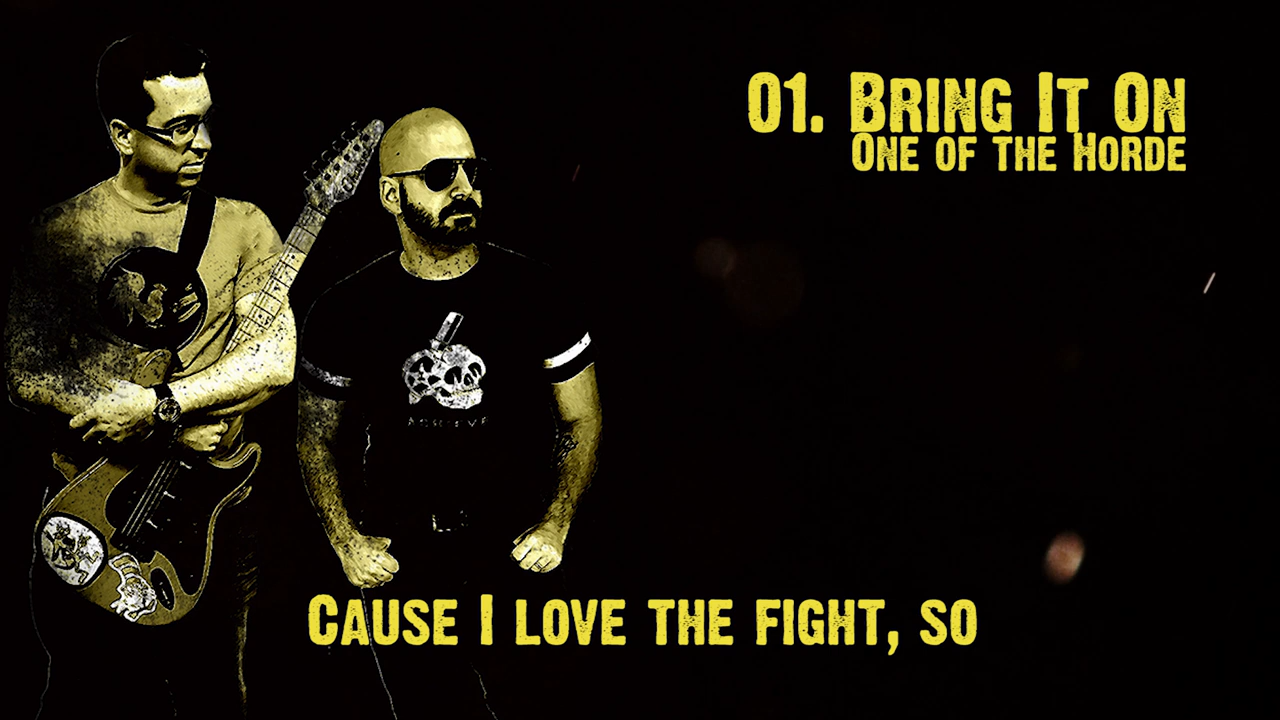 01. Bring It On
One of the Horde
Cause I love the fight, so